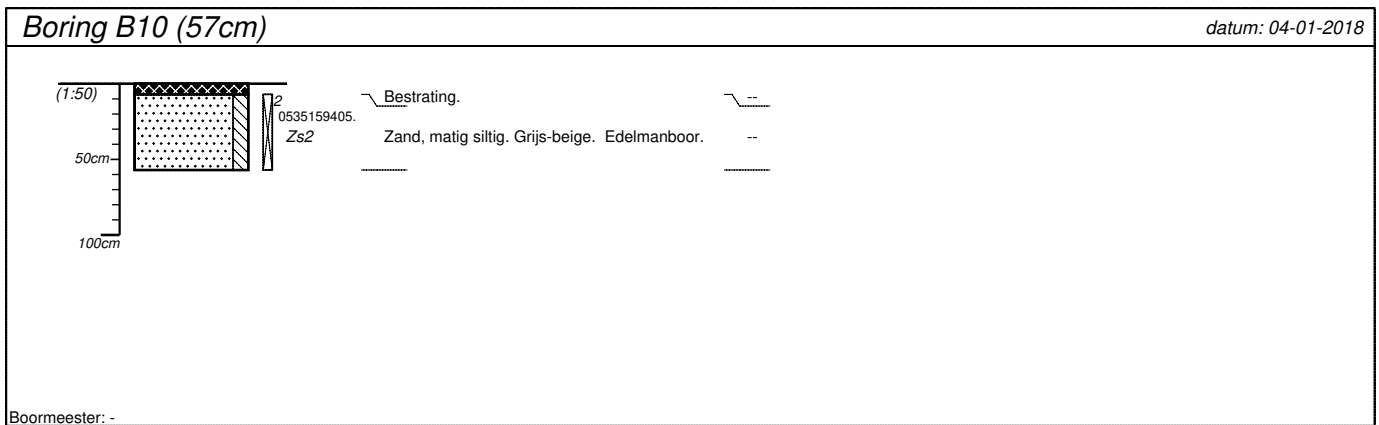 Boring B10 (57cm) datum: 04-01-2018
(1:50) 2 Bestrating. --
0535159405.
Zs2 Zand, matig siltig. Grijs-beige. Edelmanboor. --
50cm
100cm
Boormeester: -